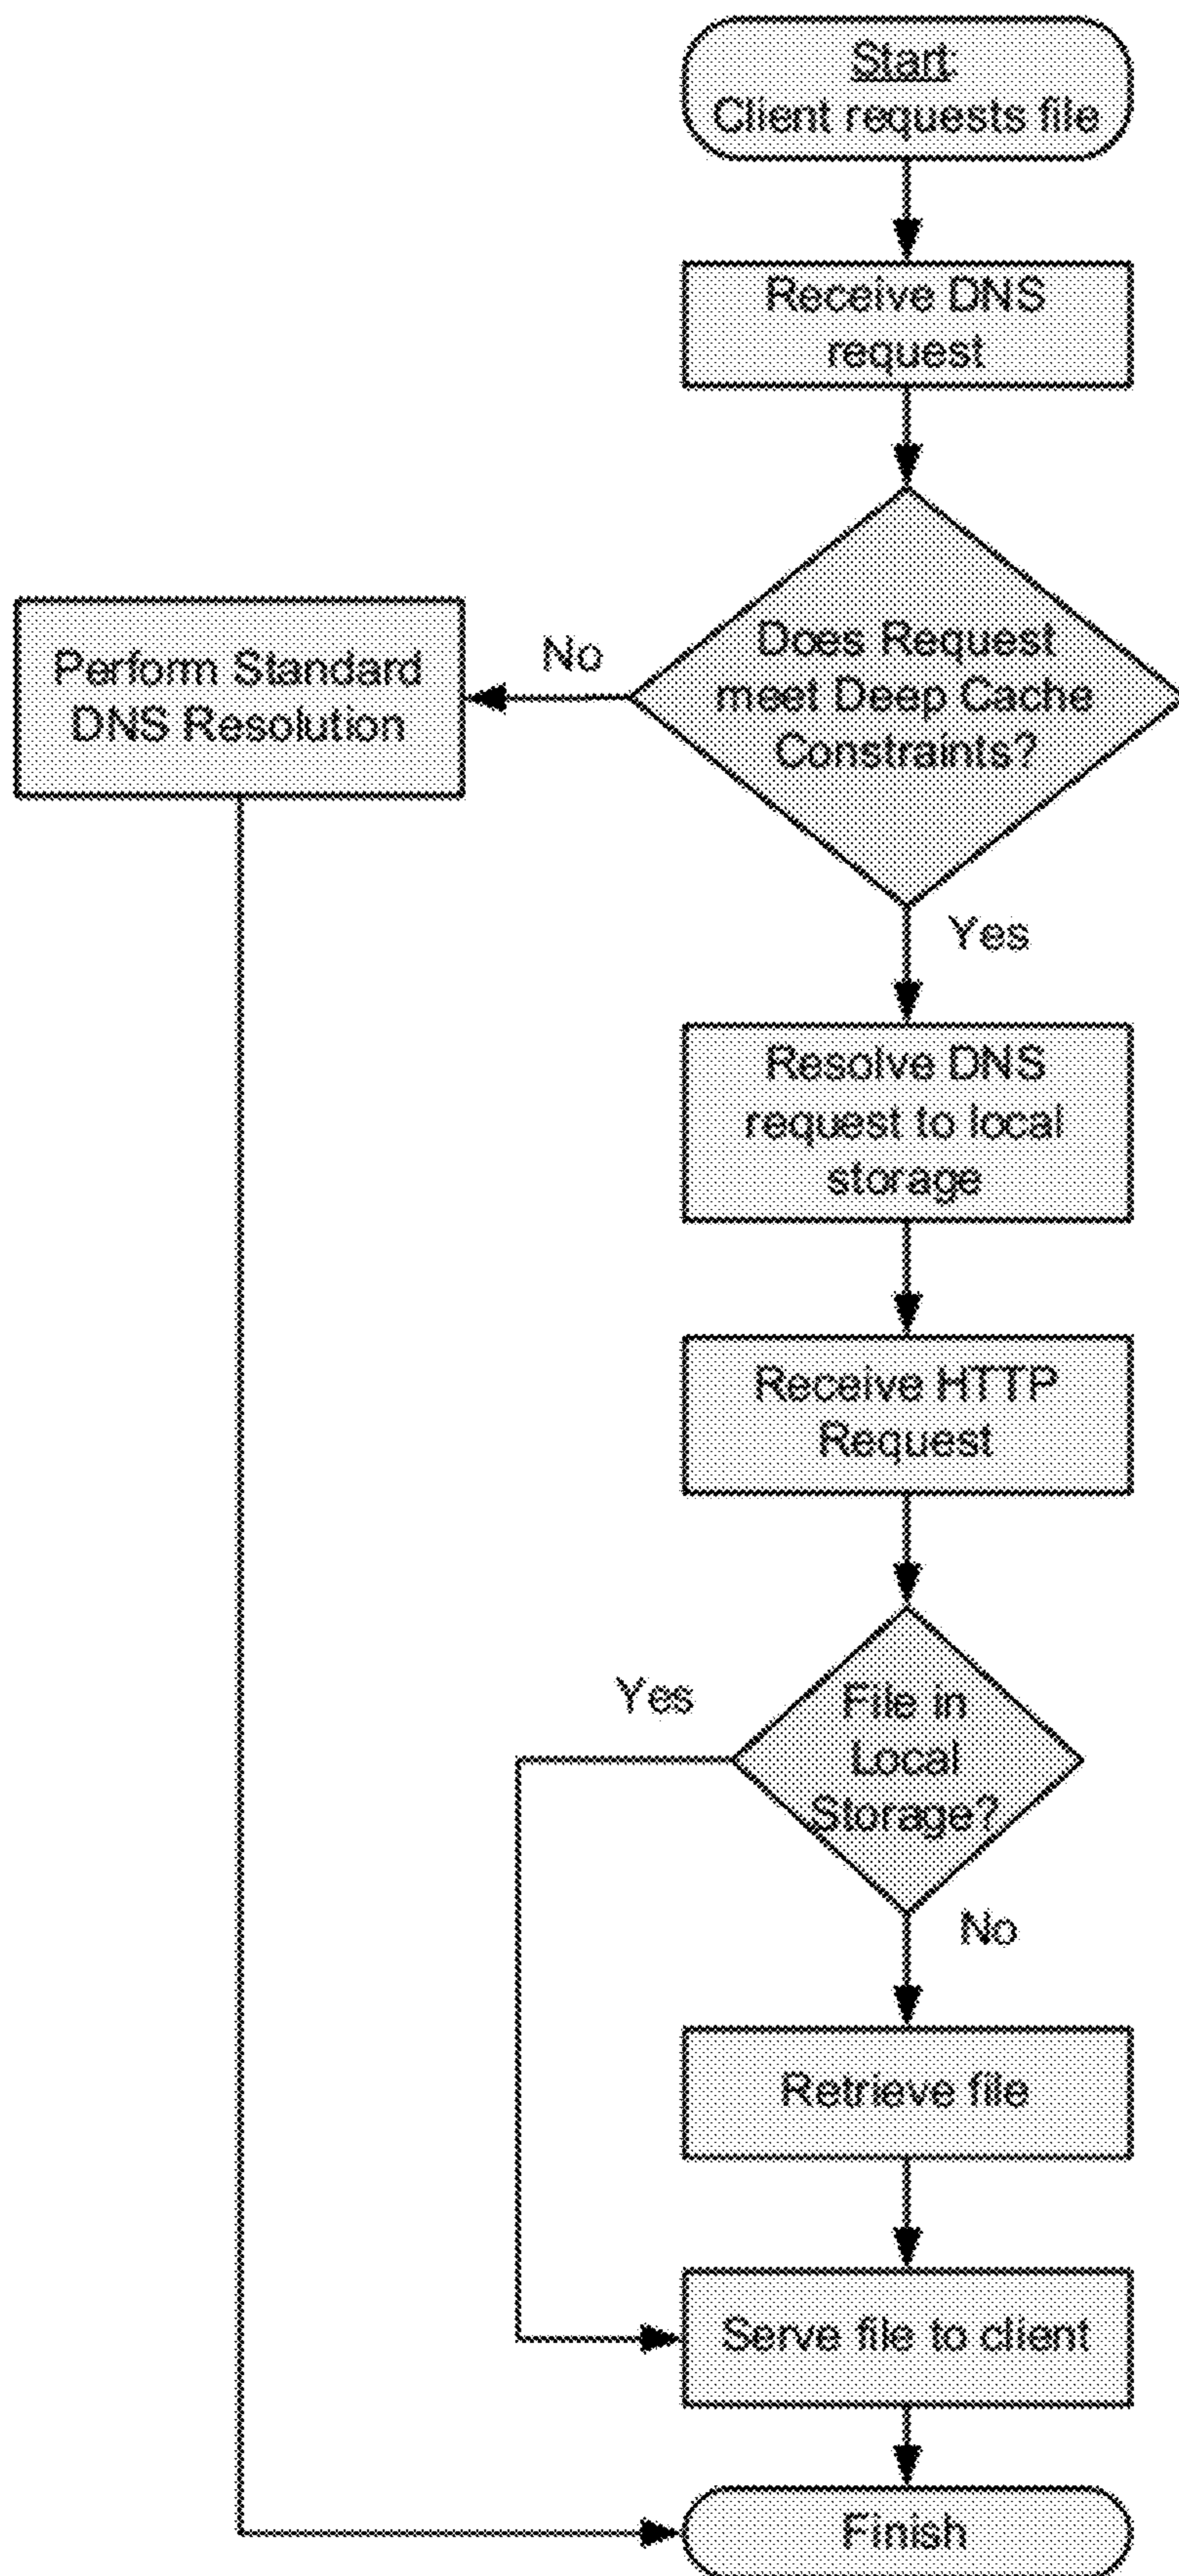 Start:
Client requests file
Receive DNS
request
Does Request
meet Deep Cache
Constraints?
No
Perform Standard
DNS Resolution
Yes
Resolve DNS
request to local
storage
Receive HTTP
Request
File in
Local
Storage?
Yes
No
Retrieve file
Serve file to client
Finish